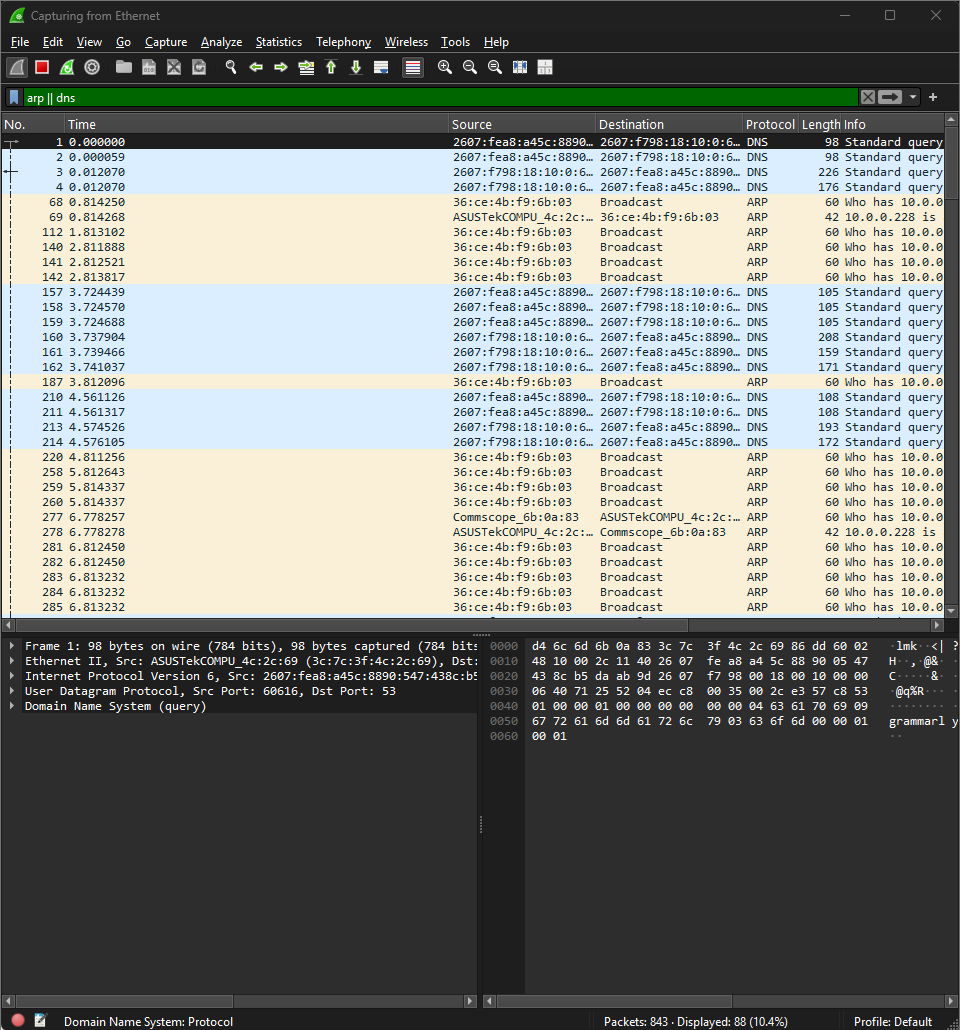 Capturing from Ethernet
File Edit View Go Capture Analyze Statistics Telephony Wireless Tools Help
arp || dns
No. Time Source Destination Protocol Length Info
1 0.000000 2607:fea8:a45c:8890… 2607:f798:18:10:0:6… DNS 98 Standard query
2 0.000059 2607:fea8:a45c:8890… 2607:f798:18:10:0:6… DNS 98 Standard query
3 0.012070 2607:f798:18:10:0:6… 2607:fea8:a45c:8890… DNS 226 Standard query
4 0.012070 2607:f798:18:10:0:6… 2607:fea8:a45c:8890… DNS 176 Standard query
68 0.814250 36:ce:4b:f9:6b:03 Broadcast ARP 60 Who has 10.0.0
69 0.814268 ASUSTekCOMPU_4c:2c:… 36:ce:4b:f9:6b:03 ARP 42 10.0.0.228 is
112 1.813102 36:ce:4b:f9:6b:03 Broadcast ARP 60 Who has 10.0.0
140 2.811888 36:ce:4b:f9:6b:03 Broadcast ARP 60 Who has 10.0.0
141 2.812521 36:ce:4b:f9:6b:03 Broadcast ARP 60 Who has 10.0.0
142 2.813817 36:ce:4b:f9:6b:03 Broadcast ARP 60 Who has 10.0.0
157 3.724439 2607:fea8:a45c:8890… 2607:f798:18:10:0:6… DNS 105 Standard query
158 3.724570 2607:fea8:a45c:8890… 2607:f798:18:10:0:6… DNS 105 Standard query
159 3.724688 2607:fea8:a45c:8890… 2607:f798:18:10:0:6… DNS 105 Standard query
160 3.737904 2607:f798:18:10:0:6… 2607:fea8:a45c:8890… DNS 208 Standard query
161 3.739466 2607:f798:18:10:0:6… 2607:fea8:a45c:8890… DNS 159 Standard query
162 3.741037 2607:f798:18:10:0:6… 2607:fea8:a45c:8890… DNS 171 Standard query
187 3.812096 36:ce:4b:f9:6b:03 Broadcast ARP 60 Who has 10.0.0
210 4.561126 2607:fea8:a45c:8890… 2607:f798:18:10:0:6… DNS 108 Standard query
211 4.561317 2607:fea8:a45c:8890… 2607:f798:18:10:0:6… DNS 108 Standard query
213 4.574526 2607:f798:18:10:0:6… 2607:fea8:a45c:8890… DNS 193 Standard query
214 4.576105 2607:f798:18:10:0:6… 2607:fea8:a45c:8890… DNS 172 Standard query
220 4.811256 36:ce:4b:f9:6b:03 Broadcast ARP 60 Who has 10.0.0
258 5.812643 36:ce:4b:f9:6b:03 Broadcast ARP 60 Who has 10.0.0
259 5.814337 36:ce:4b:f9:6b:03 Broadcast ARP 60 Who has 10.0.0
260 5.814337 36:ce:4b:f9:6b:03 Broadcast ARP 60 Who has 10.0.0
277 6.778257 Commscope_6b:0a:83 ASUSTekCOMPU_4c:2c:… ARP 60 Who has 10.0.0
278 6.778278 ASUSTekCOMPU_4c:2c:… Commscope_6b:0a:83 ARP 42 10.0.0.228 is
281 6.812450 36:ce:4b:f9:6b:03 Broadcast ARP 60 Who has 10.0.0
282 6.812450 36:ce:4b:f9:6b:03 Broadcast ARP 60 Who has 10.0.0
283 6.813232 36:ce:4b:f9:6b:03 Broadcast ARP 60 Who has 10.0.0
284 6.813232 36:ce:4b:f9:6b:03 Broadcast ARP 60 Who has 10.0.0
285 6.813232 36:ce:4b:f9:6b:03 Broadcast ARP 60 Who has 10.0.0
Frame 1: 98 bytes on wire (784 bits), 98 bytes captured (784 bits
Ethernet II, Src: ASUSTekCOMPU_4c:2c:69 (3c:7c:3f:4c:2c:69), Dst:
Internet Protocol Version 6, Src: 2607:fea8:a45c:8890:547:438c:b5
User Datagram Protocol, Src Port: 60616, Dst Port: 53
Domain Name System (query)
0000 d4 6c 6d 6b 0a 83 3c 7c 3f 4c 2c 69 86 dd 60 02 ·lmk··<| ?
0010 48 10 00 2c 11 40 26 07 fe a8 a4 5c 88 90 05 47 H··,·@&·
0020 43 8c b5 da ab 9d 26 07 f7 98 00 18 00 10 00 00 C·····&·
0030 06 40 71 25 52 04 ec c8 00 35 00 2c e3 57 c8 53 ·@q%R···
0040 01 00 00 01 00 00 00 00 00 00 04 63 61 70 69 09 ········
0050 67 72 61 6d 6d 61 72 6c 79 03 63 6f 6d 00 00 01 grammarl y
0060 00 01 ··
Domain Name System: Protocol
Packets: 843 · Displayed: 88 (10.4%)
Profile: Default